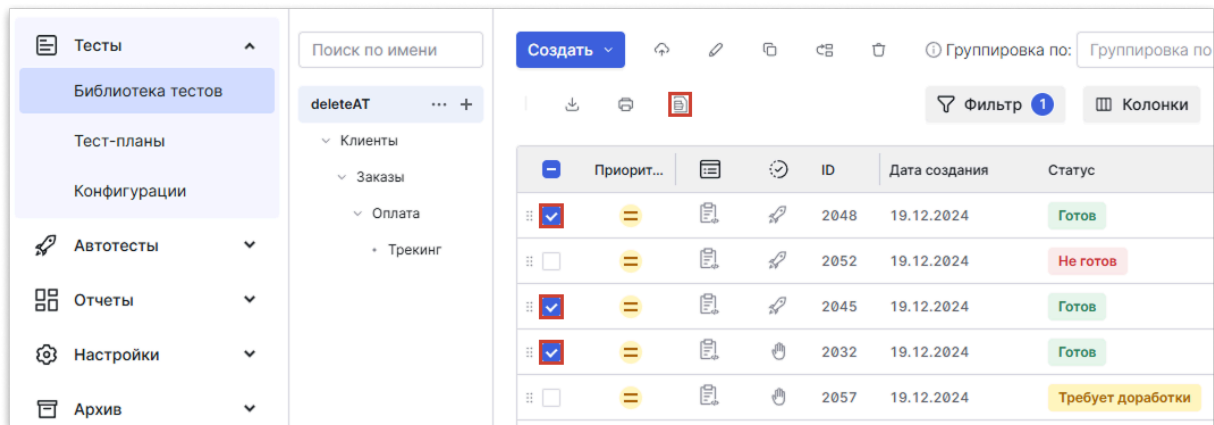 Тесты
Библиотека тестов
Тест-планы
Конфигурации
Автотесты
Отчеты
Настройки
Архив
Поиск по имени
deleteAT ... +
Клиенты
Заказы
Оплата
Трекинг
Создать Группировка по: Группировка по
Фильтр 1 Колонки
Приорит... ID Дата создания Статус
2048 19.12.2024 Готов
2052 19.12.2024 Не готов
2045 19.12.2024 Готов
2032 19.12.2024 Готов
2057 19.12.2024 Требует доработки